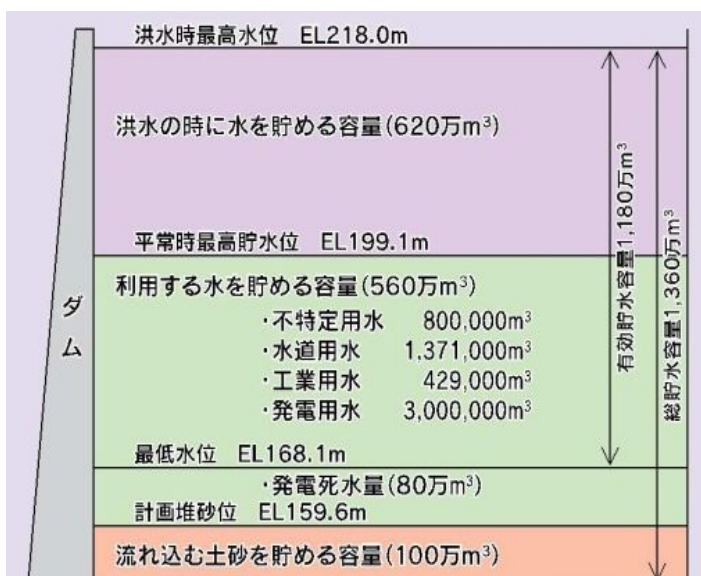 洪水時最高水位 EL218.0m
洪水の時に水を貯める容量(620万m³)
平常時最高貯水位 EL199.1m
利用する水を貯める容量(560万m³)
・不特定用水 800,000m³
・水道用水 1,371,000m³
・工業用水 429,000m³
・発電用水 3,000,000m³
最低水位 EL168.1m
・発電死水量(80万m³)
計画堆砂位 EL159.6m
流れ込む土砂を貯める容量(100万m³)
ダム
有効貯水容量1,180万m³
総貯水容量1,360万m³